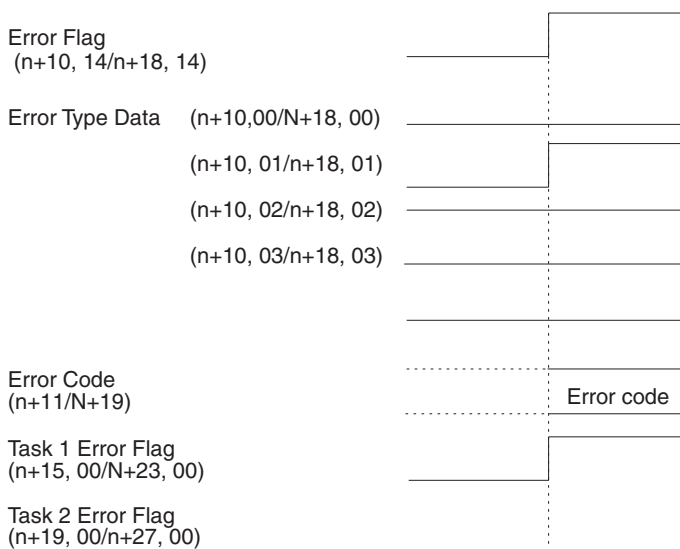 Error Flag
(n+10, 14/n+18, 14)
Error Type Data (n+10,00/N+18, 00)
(n+10, 01/n+18, 01)
(n+10, 02/n+18, 02)
(n+10, 03/n+18, 03)
Error Code
(n+11/N+19)
Error code
Task 1 Error Flag
(n+15, 00/N+23, 00)
Task 2 Error Flag
(n+19, 00/n+27, 00)